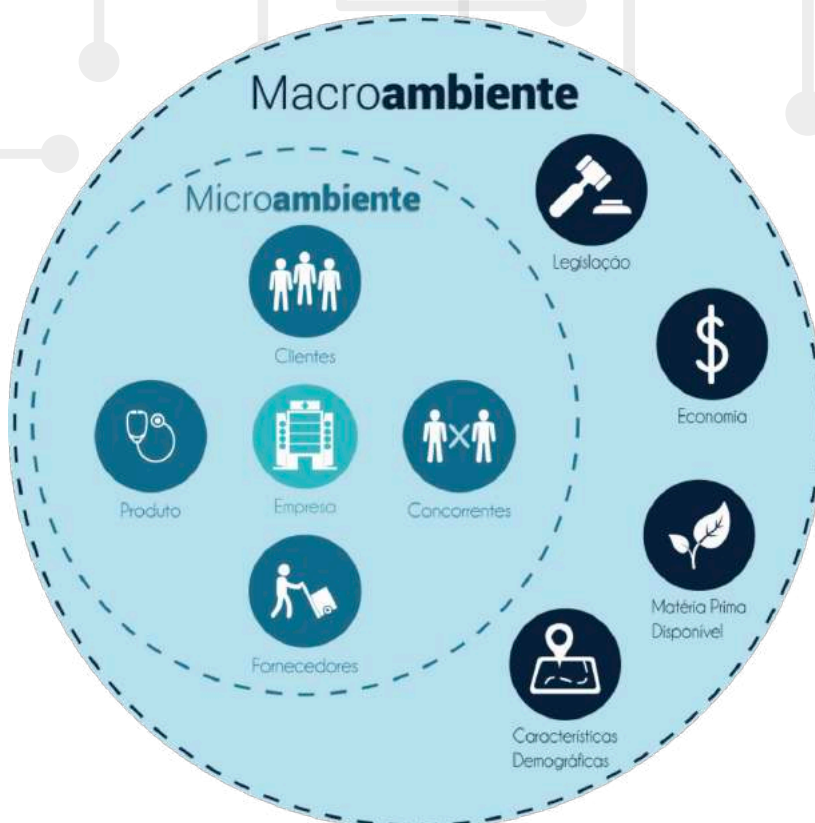 Macroambiente
Microambiente
Legislação
Clientes
Economia
Produto
Empresa
Concorrentes
Matéria Prima
Disponível
Fornecedores
Características
Demográficas